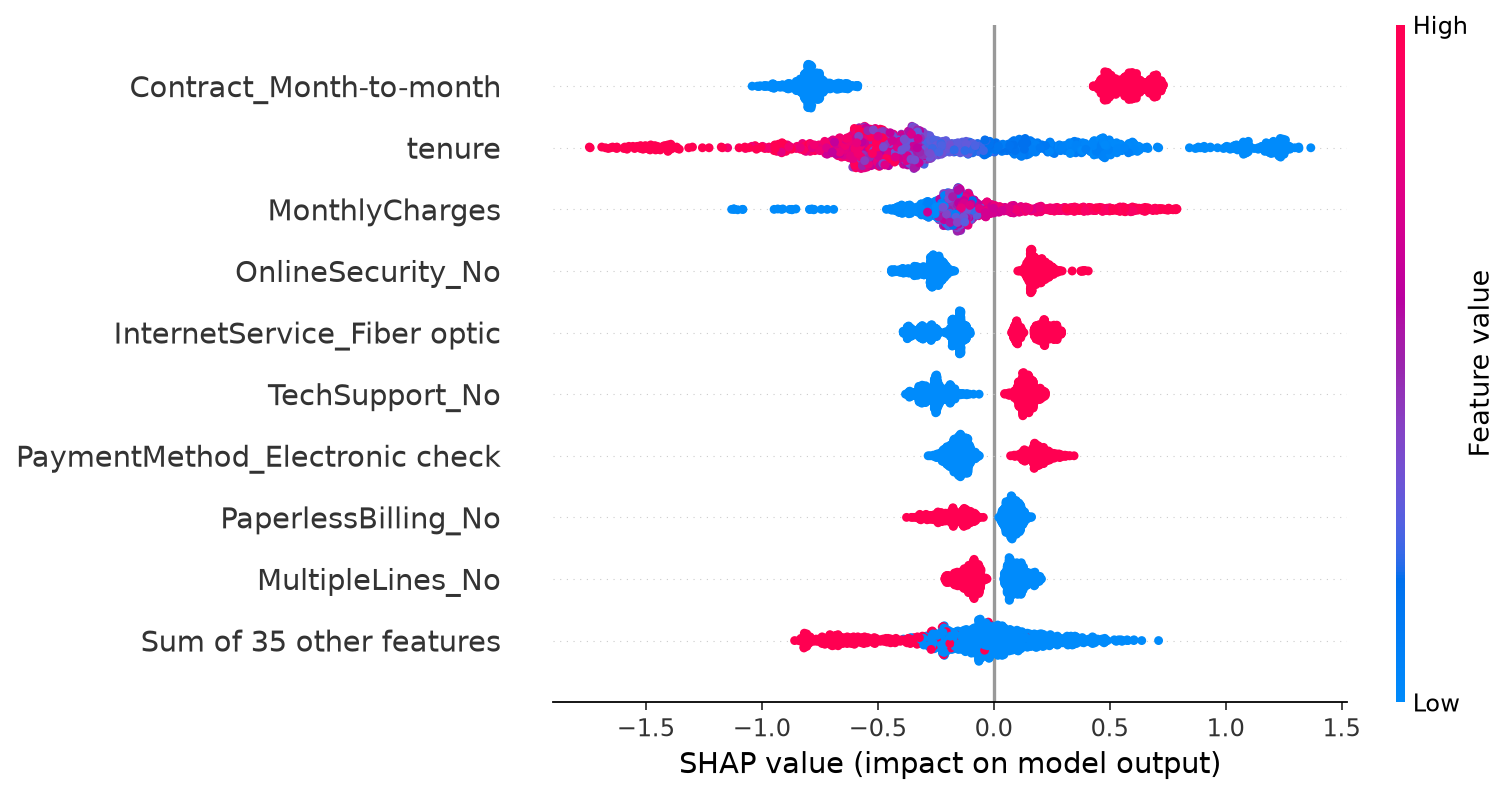 High
Contract_Month-to-month
tenure
MonthlyCharges
OnlineSecurity_No
InternetService_Fiber optic
TechSupport_No
PaymentMethod_Electronic check
PaperlessBilling_No
MultipleLines_No
Sum of 35 other features
Feature value
Low
−1.5 −1.0 −0.5 0.0 0.5 1.0 1.5
SHAP value (impact on model output)